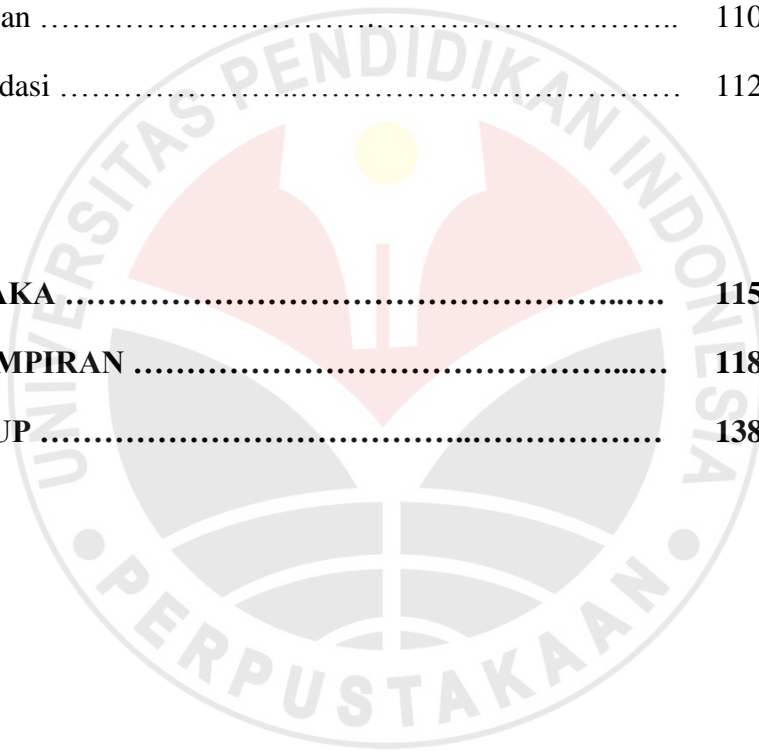 an ………………..……………..………………………………….. 110
dasi …………………..………………………………… 112
AKA ……………………………………………...…. 115
MPIRAN …………………………………………...… 118
UP …………………………………..………………… 138
UNIVERSITAS PENDIDIKAN INDONESIA
PERPUSTAKAAN